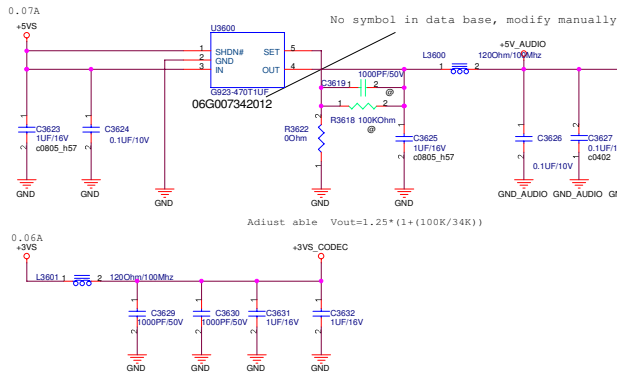 0.07A
+5VS
U3600
No symbol in data base, modify manually
1 SHDN# SET 5
2 GND
3 IN OUT 4
G923-470T1UF
06G007342012
C3619 1 1000PF/50V 2
@
1 R3618 100KOhm 2
@
L3600 120Ohm/100Mhz
1 2
+5V_AUDIO
C3623
1UF/16V
c0805_h57
C3624
0.1UF/10V
R3622
0Ohm
C3625
1UF/16V
c0805_h57
C3626
0.1UF/10V
C3627
0.1UF/1
c0402
GND
GND
GND
GND
GND
GND_AUDIO
GND_AUDIO
Adjust able Vout=1.25*(1+(100K/34K))
0.06A
+3VS
+3VS_CODEC
L3601 1 2 120Ohm/100Mhz
C3629
1000PF/50V
C3630
1000PF/50V
C3631
1UF/16V
C3632
1UF/16V
GND
GND
GND
GND